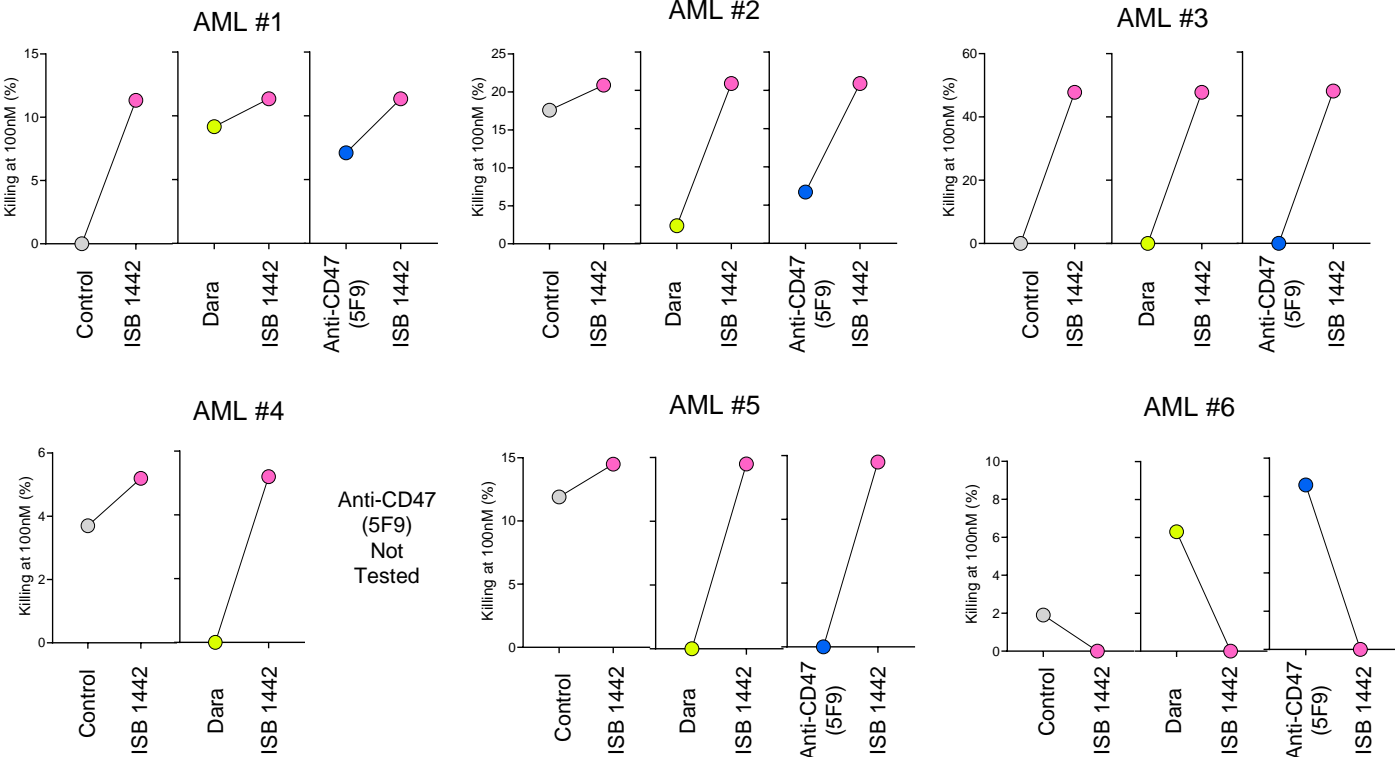 AML #1
Killing at 100nM (%)
15
10
5
0
Control
ISB 1442
Dara
ISB 1442
Anti-CD47
(5F9)
ISB 1442
AML #2
Killing at 100nM (%)
25
20
15
10
5
0
Control
ISB 1442
Dara
ISB 1442
Anti-CD47
(5F9)
ISB 1442
AML #3
Killing at 100nM (%)
60
40
20
0
Control
ISB 1442
Dara
ISB 1442
Anti-CD47
(5F9)
ISB 1442
AML #4
Killing at 100nM (%)
6
4
2
0
Control
ISB 1442
Dara
ISB 1442
Anti-CD47
(5F9)
Not
Tested
AML #5
Killing at 100nM (%)
15
10
5
0
Control
ISB 1442
Dara
ISB 1442
Anti-CD47
(5F9)
ISB 1442
AML #6
Killing at 100nM (%)
10
8
6
4
2
0
Control
ISB 1442
Dara
ISB 1442
Anti-CD47
(5F9)
ISB 1442